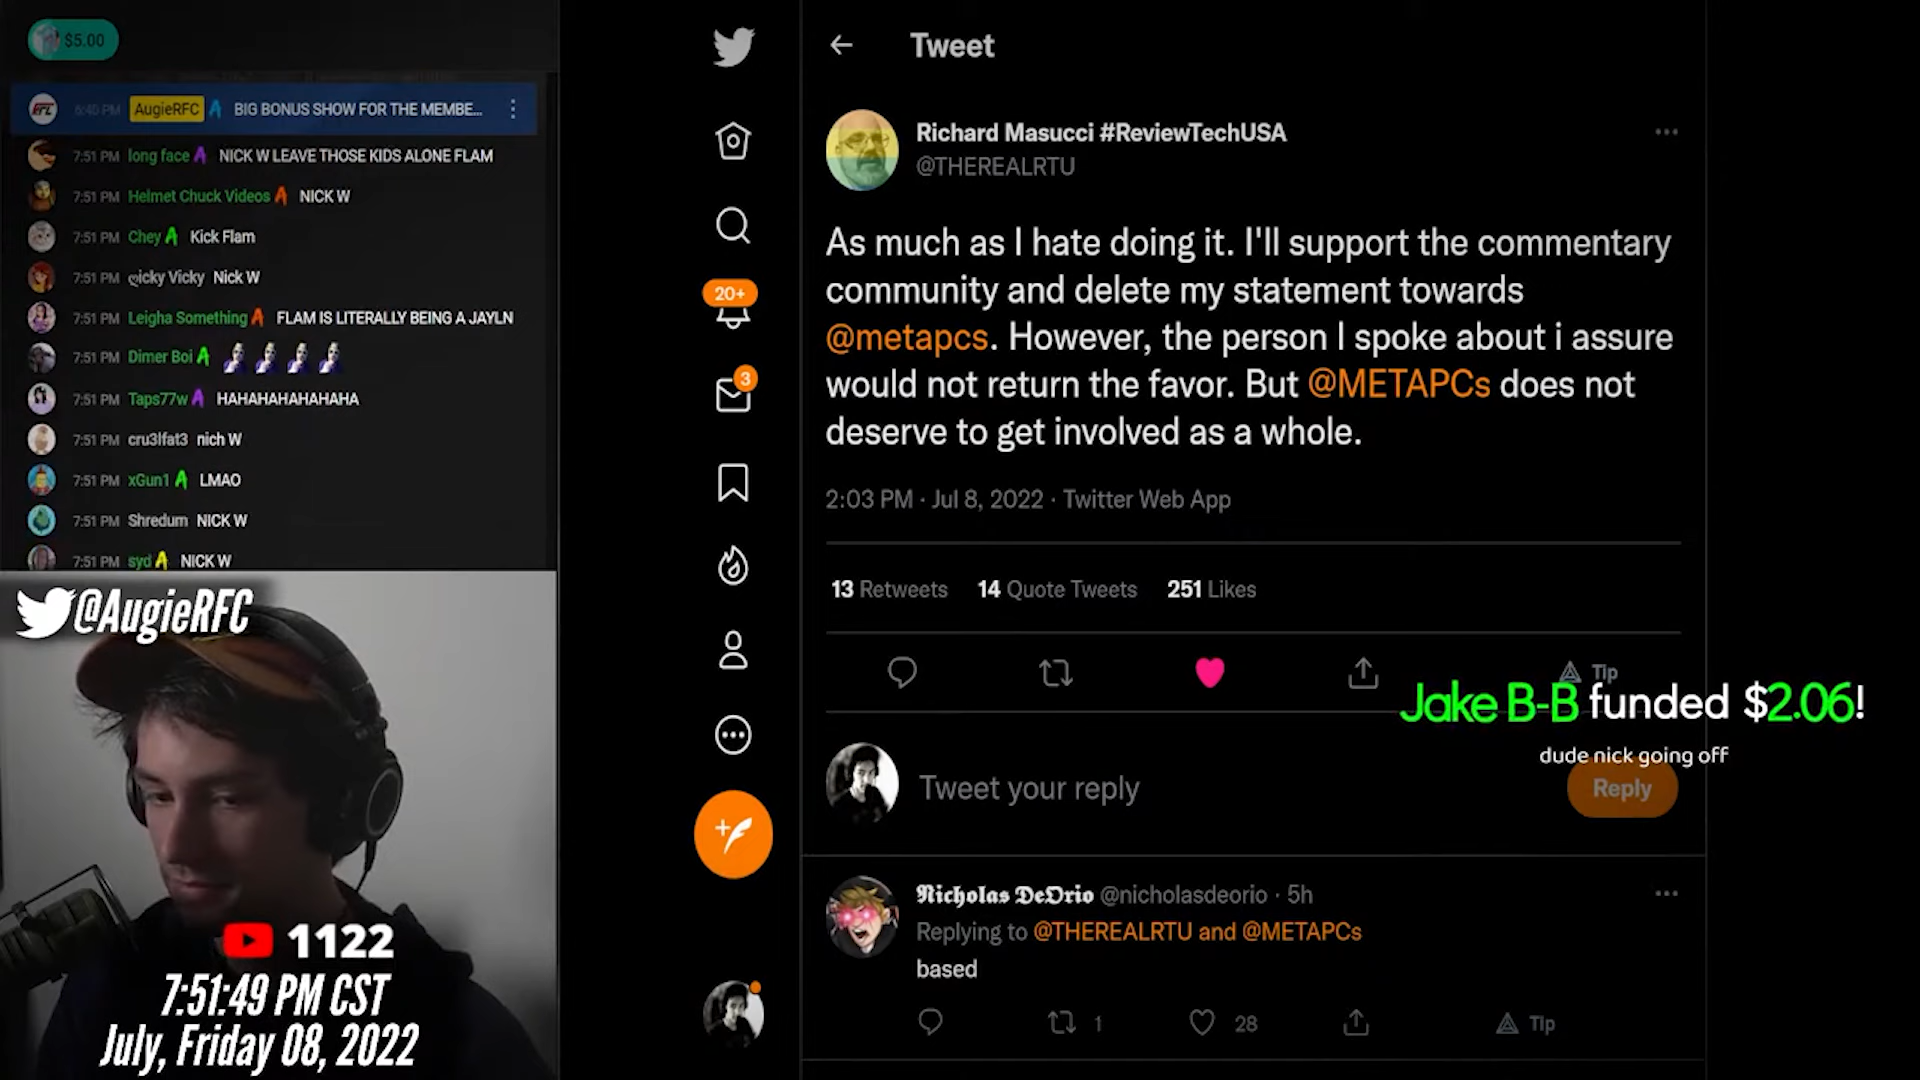 $5.00
6:40 PM AugieRFC BIG BONUS SHOW FOR THE MEMBE...
7:51 PM long face NICK W LEAVE THOSE KIDS ALONE FLAM
7:51 PM Helmet Chuck Videos NICK W
7:51 PM Chey Kick Flam
7:51 PM ღicky Vicky Nick W
7:51 PM Leigha Something FLAM IS LITERALLY BEING A JAYLN
7:51 PM Dimer Boi
7:51 PM Taps77w HAHAHAHAHAHAHA
7:51 PM cru3lfat3 nich W
7:51 PM xGun1 LMAO
7:51 PM Shredum NICK W
7:51 PM syd NICK W
@AugieRFC
1122
7:51:49 PM CST
July, Friday 08, 2022
20+
3
Tweet
Richard Masucci #ReviewTechUSA
@THEREALRTU
As much as I hate doing it. I'll support the commentary
community and delete my statement towards
@metapcs. However, the person I spoke about i assure
would not return the favor. But @METAPCs does not
deserve to get involved as a whole.
2:03 PM · Jul 8, 2022 · Twitter Web App
13 Retweets 14 Quote Tweets 251 Likes
Tip
Jake B-B funded $2.06!
dude nick going off
Tweet your reply
Reply
Nicholas DeOrio @nicholasdeorio · 5h
Replying to @THEREALRTU and @METAPCs
based
1 28 Tip